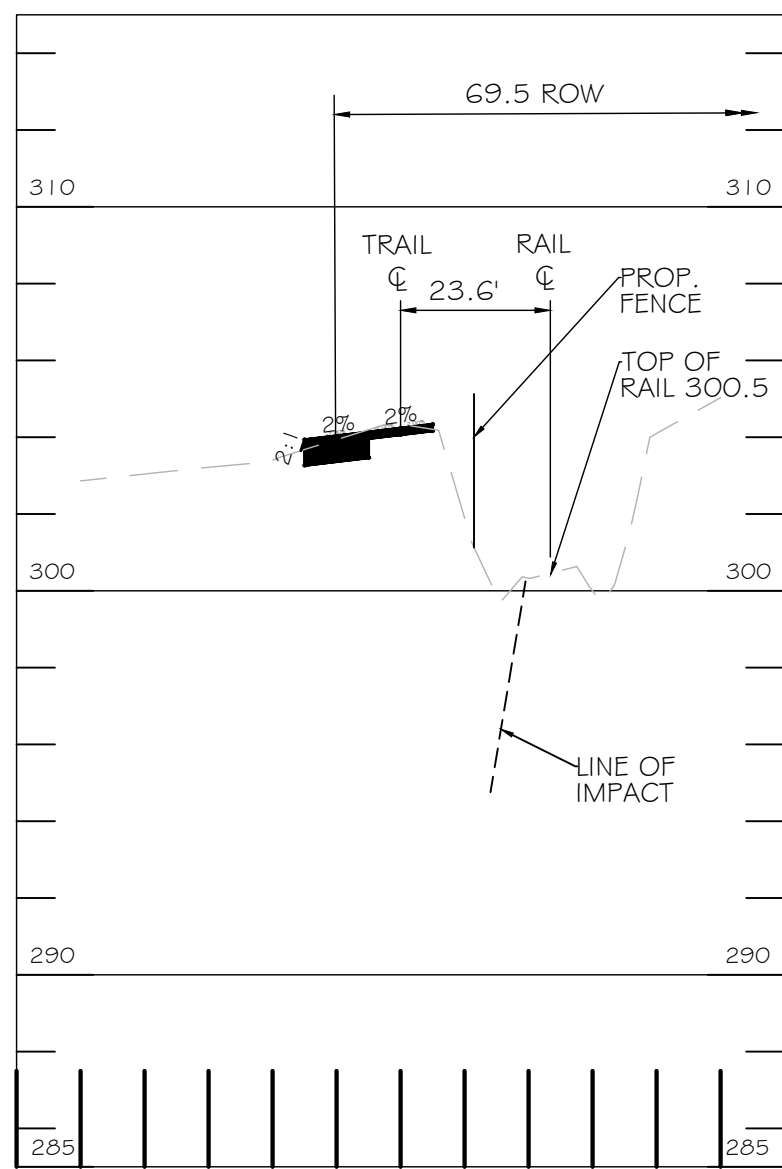 69.5 ROW
310
310
TRAIL
℄
RAIL
℄
23.6'
PROP.
FENCE
TOP OF
RAIL 300.5
2%
2%
2:1
300
300
LINE OF
IMPACT
290
290
285
285